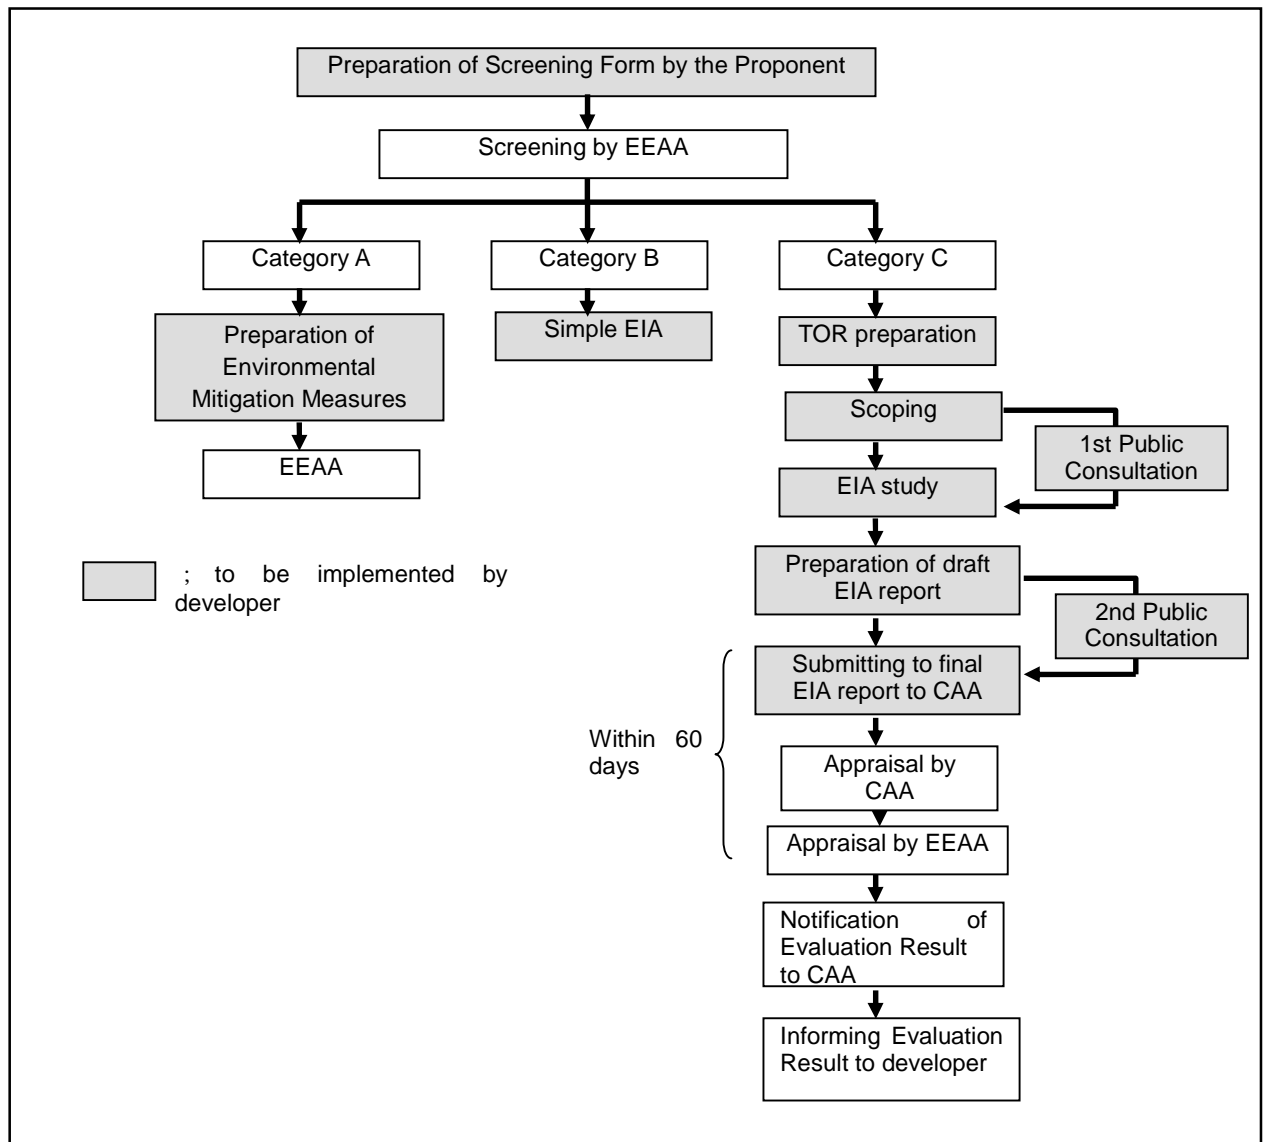 Preparation of Screening Form by the Proponent
Screening by EEAA
Category A
Category B
Category C
Preparation of
Environmental
Mitigation Measures
Simple EIA
TOR preparation
EEAA
Scoping
1st Public
Consultation
EIA study
; to be implemented by
developer
Preparation of draft
EIA report
2nd Public
Consultation
Submitting to final
EIA report to CAA
Within 60
days
Appraisal by
CAA
Appraisal by EEAA
Notification of
Evaluation Result
to CAA
Informing Evaluation
Result to developer